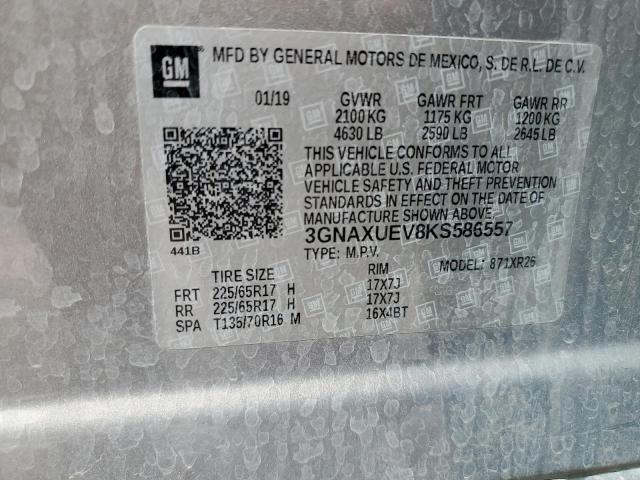 GM
MFD BY GENERAL MOTORS DE MEXICO, S. DE R.L. DE C.V.
01/19 GVWR GAWR FRT GAWR RR
2100 KG 1175 KG 1200 KG
4630 LB 2590 LB 2645 LB
THIS VEHICLE CONFORMS TO ALL
APPLICABLE U.S. FEDERAL MOTOR
VEHICLE SAFETY AND THEFT PREVENTION
STANDARDS IN EFFECT ON THE DATE OF
MANUFACTURE SHOWN ABOVE.
3GNAXUEV8KS586557
441B
TYPE: M.P.V. MODEL: 871XR26
TIRE SIZE RIM
FRT 225/65R17 H 17X7J
RR 225/65R17 H 17X7J
SPA T135/70R16 M 16X4BT